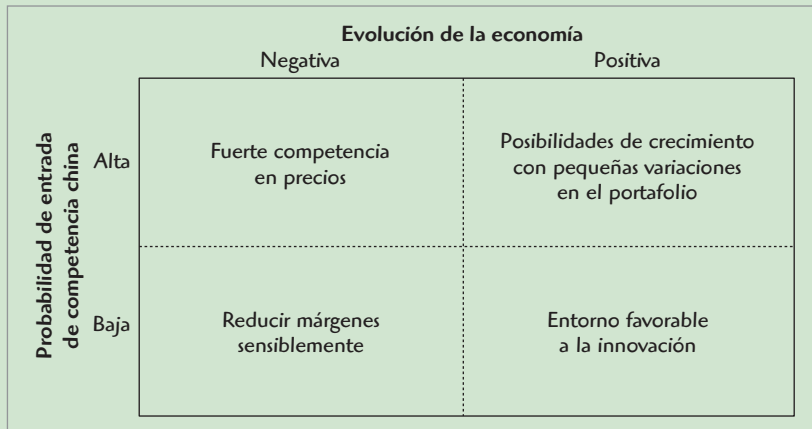 Evolución de la economía
Negativa
Positiva
Probabilidad de entrada
de competencia china
Alta
Fuerte competencia
en precios
Posibilidades de crecimiento
con pequeñas variaciones
en el portafolio
Baja
Reducir márgenes
sensiblemente
Entorno favorable
a la innovación